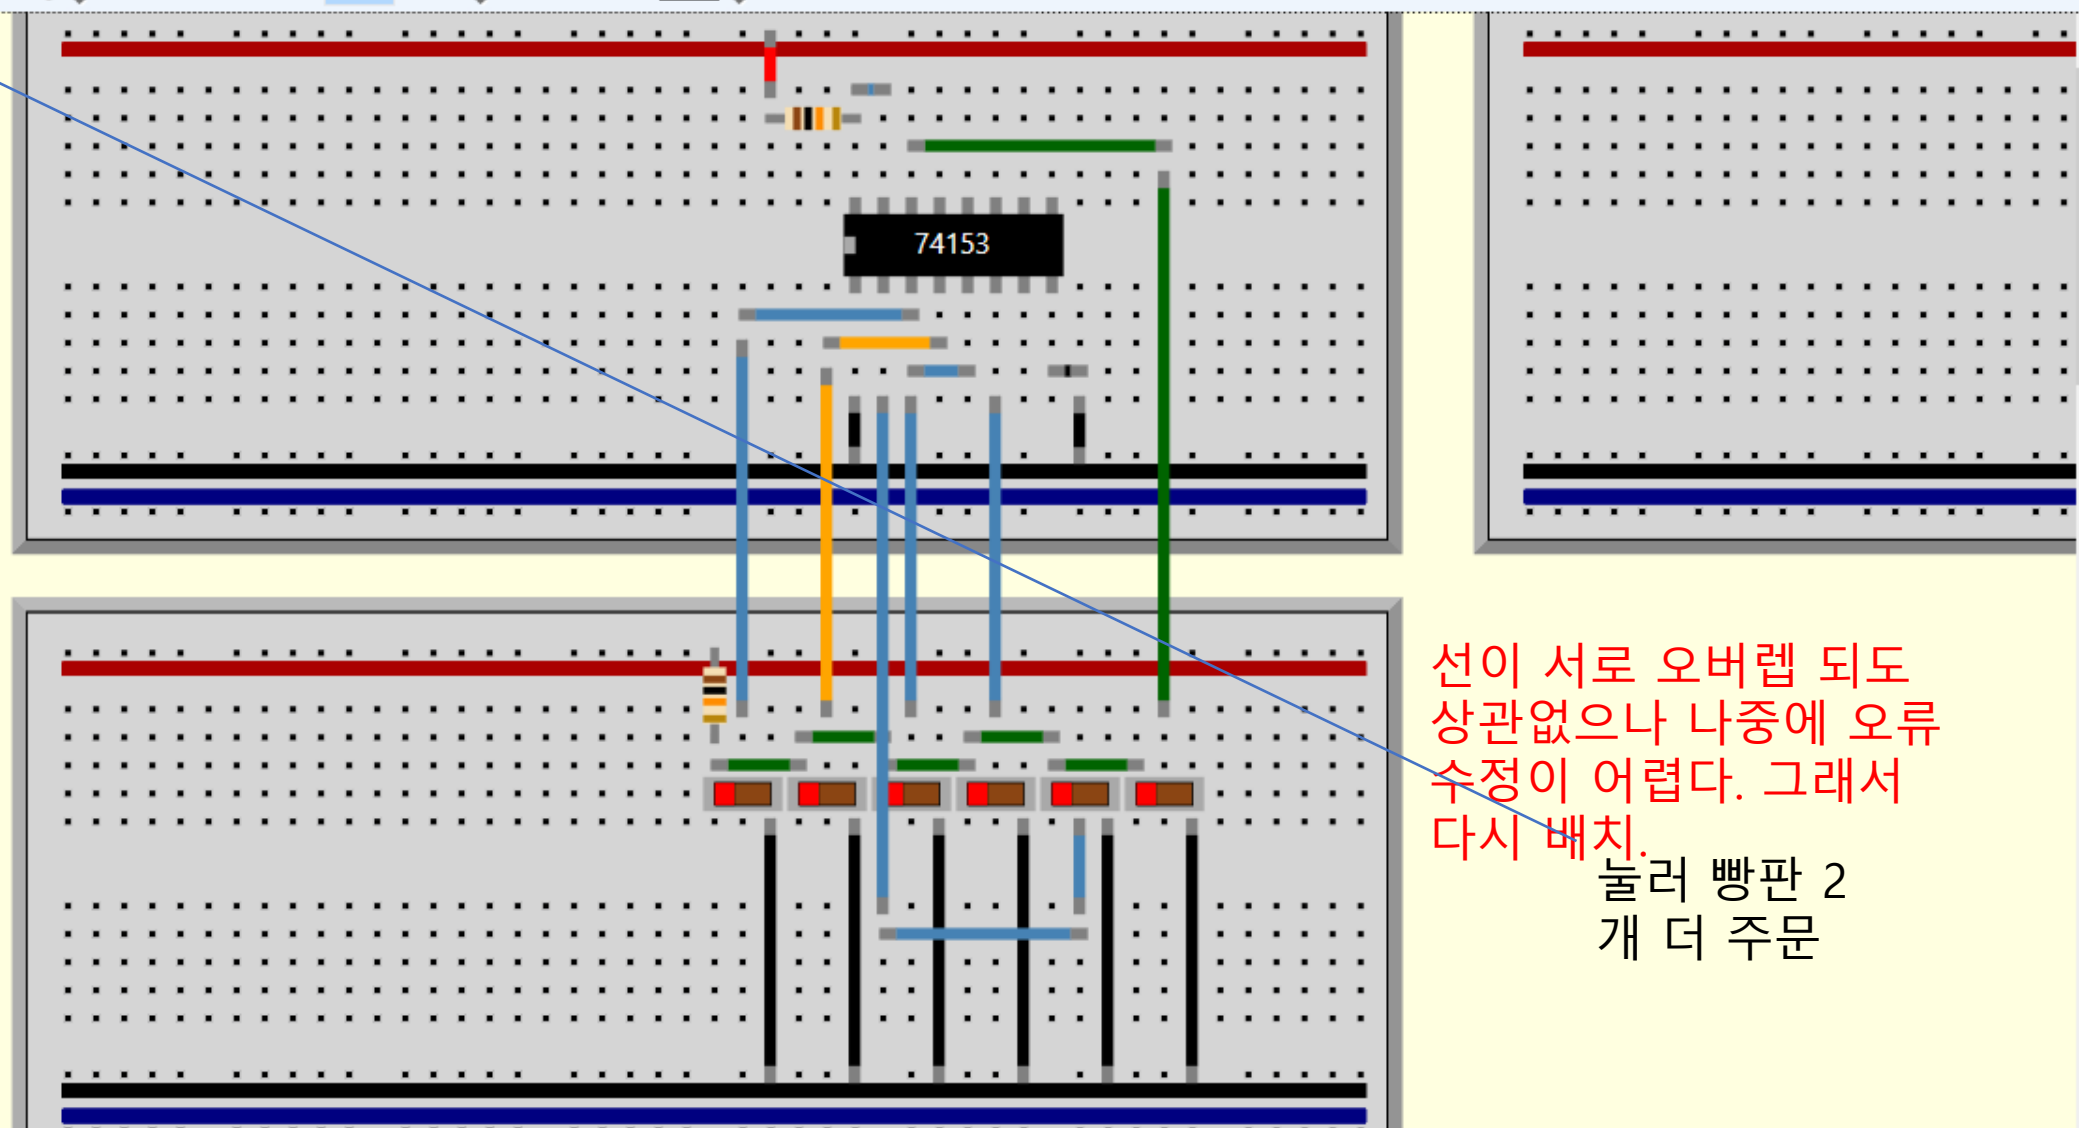 74153
선이 서로 오버렙 되도
상관없으나 나중에 오류
수정이 어렵다. 그래서
다시 배치.
눌러 빵판 2
개 더 주문